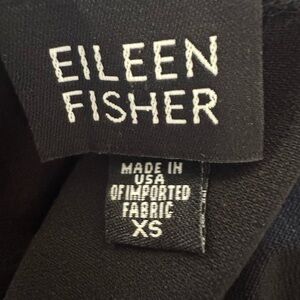 EILEEN
FISHER
MADE IN
USA
OF IMPORTED
FABRIC
XS